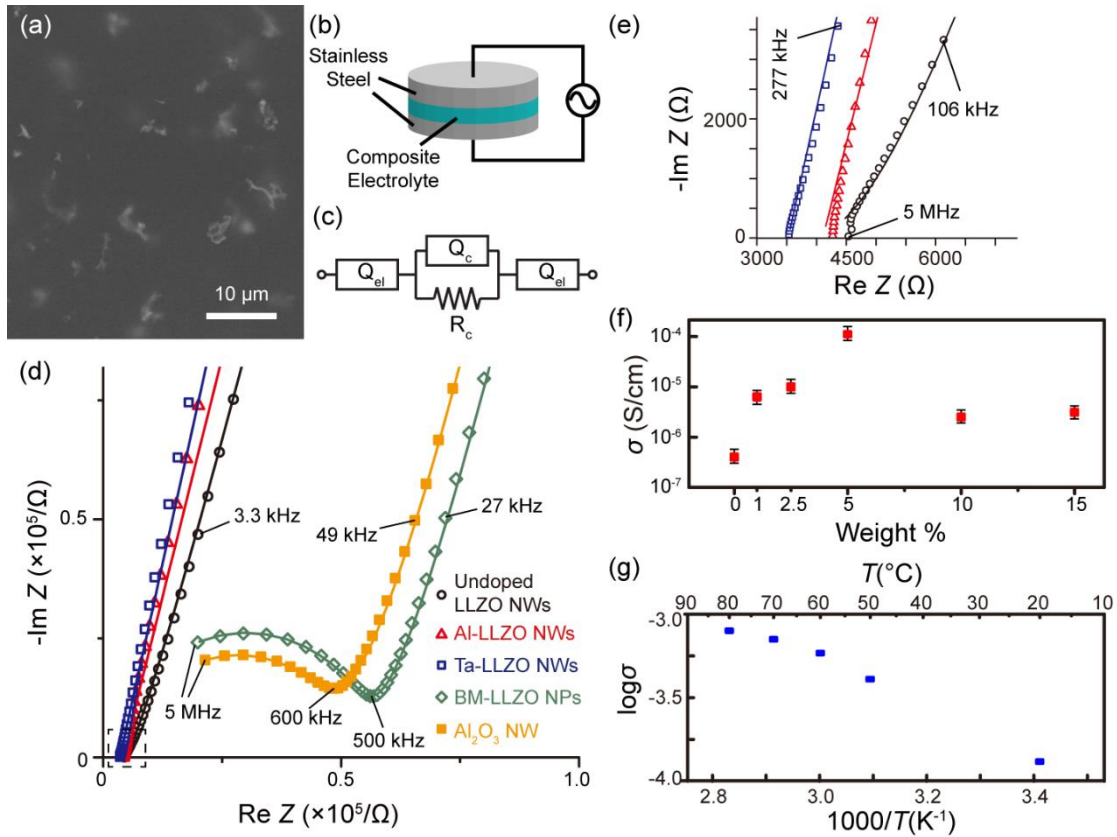 (a)
10 μm
(b)
Stainless
Steel
Composite
Electrolyte
(c)
Q_el
Q_c
R_c
Q_el
(d)
-Im Z (×10⁵/Ω)
0.5
0
0
0.5
1.0
Re Z (×10⁵/Ω)
3.3 kHz
49 kHz
27 kHz
5 MHz
600 kHz
500 kHz
Undoped
LLZO NWs
Al-LLZO NWs
Ta-LLZO NWs
BM-LLZO NPs
Al₂O₃ NW
(e)
-Im Z (Ω)
2000
0
3000
4500
6000
Re Z (Ω)
277 kHz
106 kHz
5 MHz
(f)
σ (S/cm)
10⁻⁴
10⁻⁵
10⁻⁶
10⁻⁷
0 1 2.5 5 10 15
Weight %
(g)
T(°C)
90 80 70 60 50 40 30 20 10
logσ
-3.0
-3.5
-4.0
2.8 3.0 3.2 3.4
1000/T(K⁻¹)